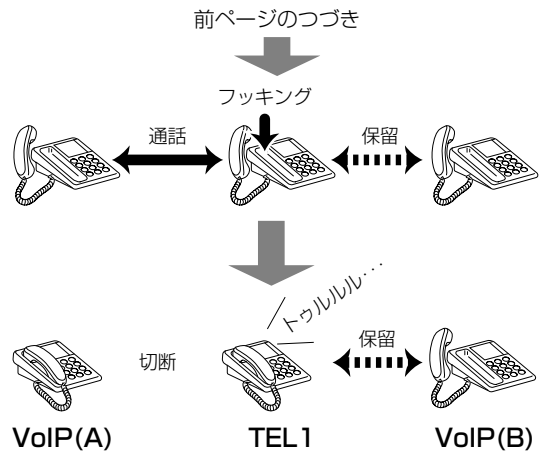 前ページのつづき
フッキング
通話
保留
トゥルルル・・・
切断
保留
VoIP(A)
TEL1
VoIP(B)